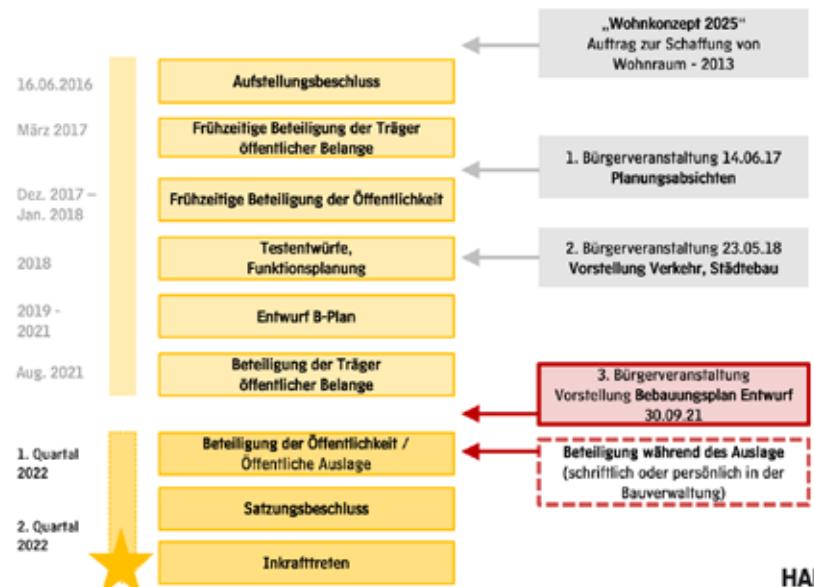 „Wohnkonzept 2025“
Auftrag zur Schaffung von
Wohnraum - 2013
16.06.2016
Aufstellungsbeschluss
März 2017
Frühzeitige Beteiligung der Träger
öffentlicher Belange
1. Bürgerveranstaltung 14.06.17
Planungsabsichten
Dez. 2017 –
Jan. 2018
Frühzeitige Beteiligung der Öffentlichkeit
2018
Testentwürfe,
Funktionsplanung
2. Bürgerveranstaltung 23.05.18
Vorstellung Verkehr, Städtebau
2019 -
2021
Entwurf B-Plan
Aug. 2021
Beteiligung der Träger
öffentlicher Belange
3. Bürgerveranstaltung
Vorstellung Bebauungsplan Entwurf
30.09.21
1. Quartal
2022
Beteiligung der Öffentlichkeit /
Öffentliche Auslage
Beteiligung während des Auslage
(schriftlich oder persönlich in der
Bauverwaltung)
Satzungsbeschluss
2. Quartal
2022
Inkrafttreten